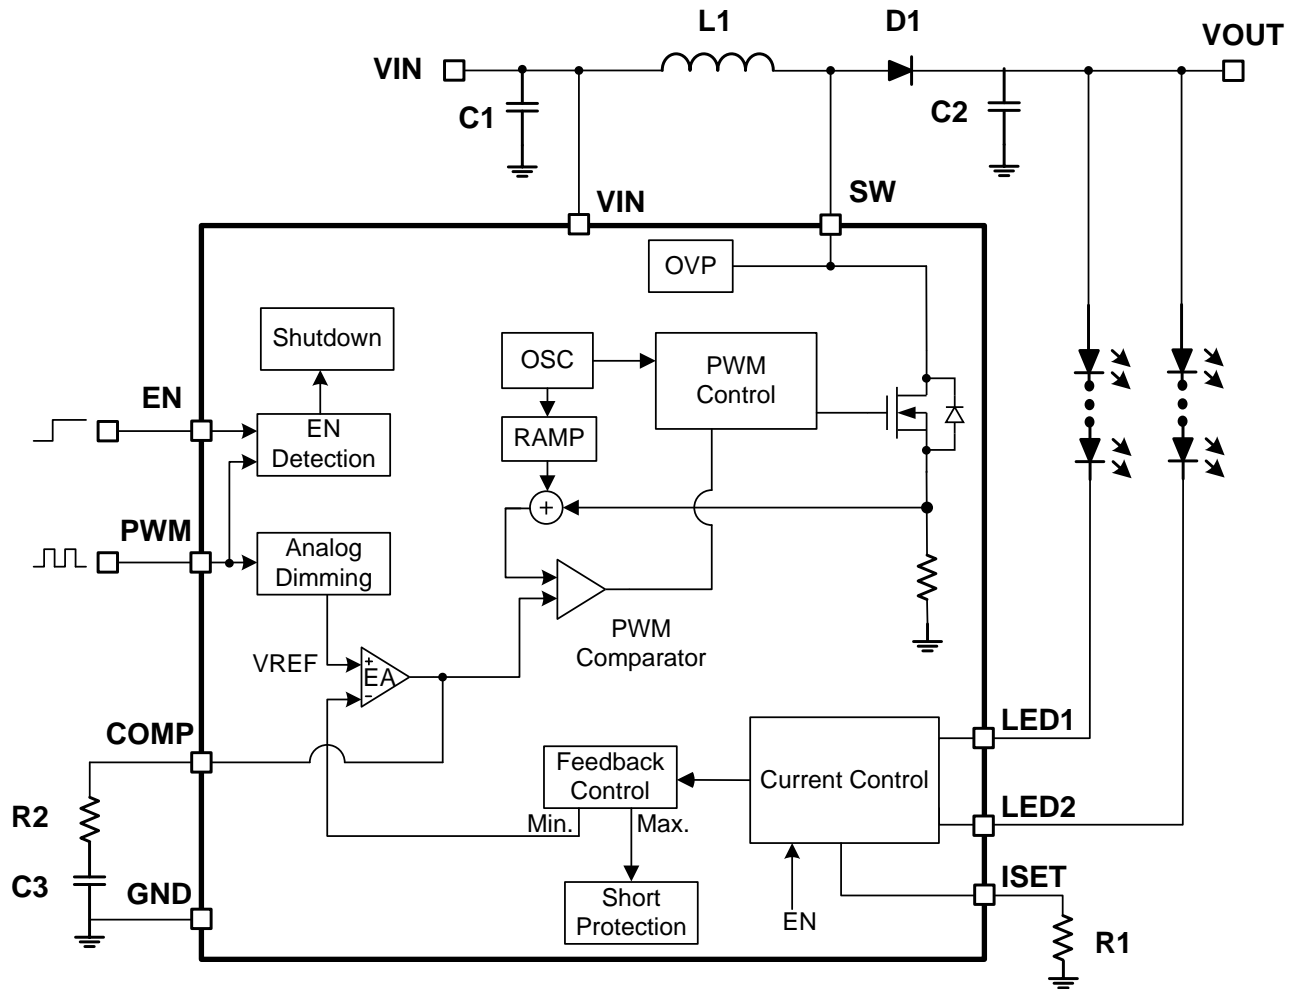 L1
D1
VOUT
VIN
C1
C2
VIN
SW
OVP
Shutdown
OSC
PWM
Control
EN
EN
Detection
RAMP
+
PWM
Analog
Dimming
PWM
Comparator
VREF
+
EA
-
COMP
LED1
Feedback
Control
Current Control
R2
Min.
Max.
LED2
C3
GND
Short
Protection
EN
ISET
R1